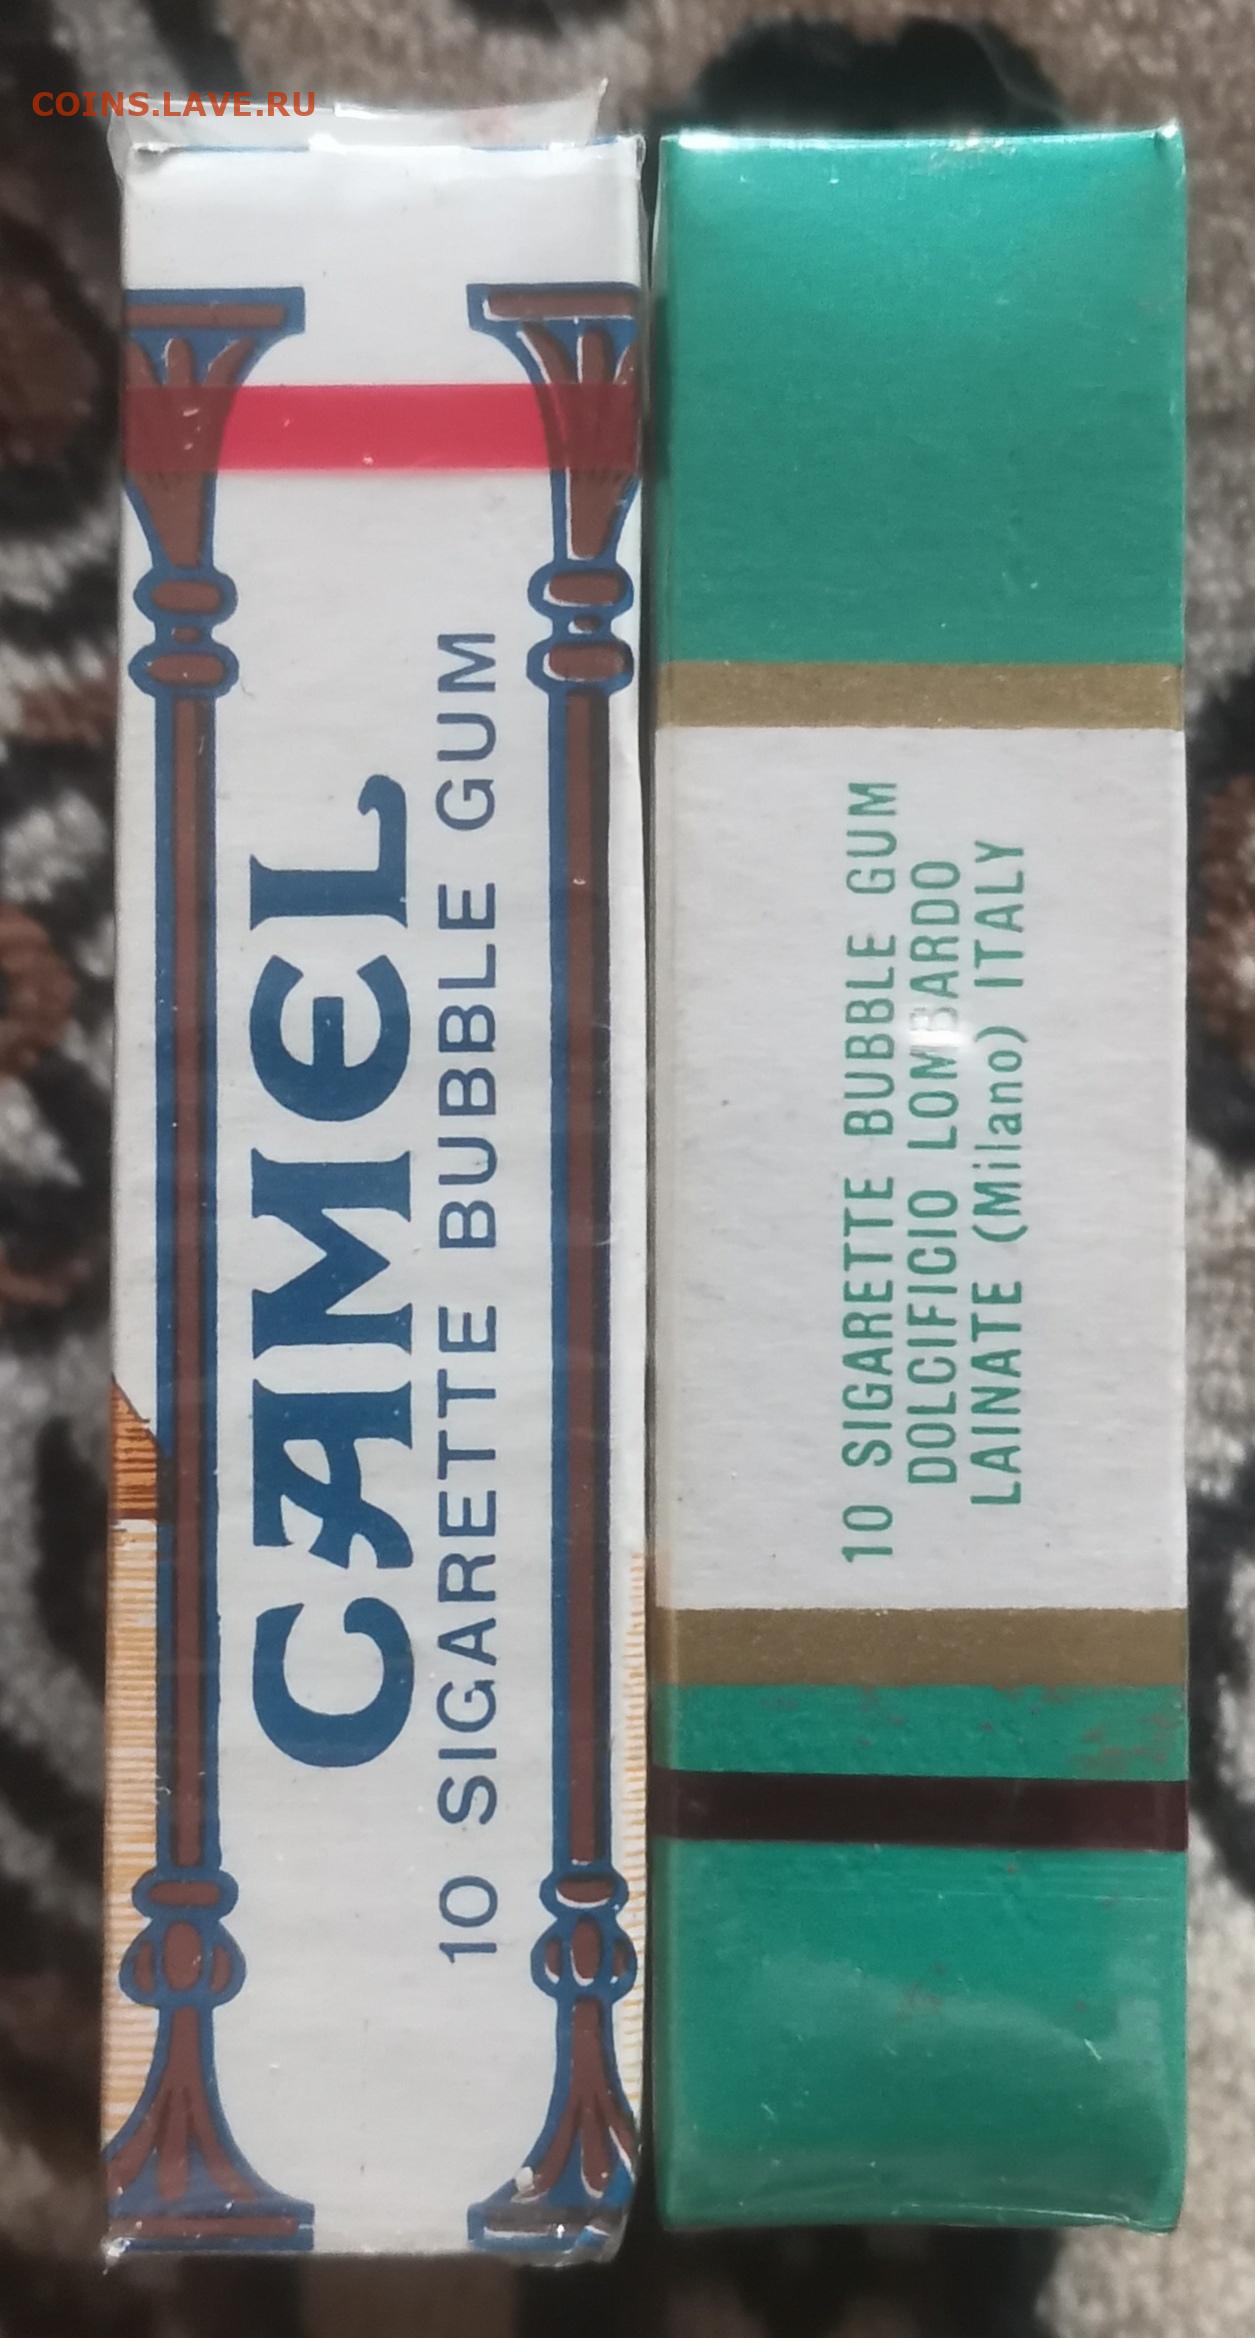 COINS.LAVE.RU
CAMEL
10 SIGARETTE BUBBLE GUM
10 SIGARETTE BUBBLE GUM
DOLCIFICIO LOMBARDO
LAINATE (Milano) ITALY